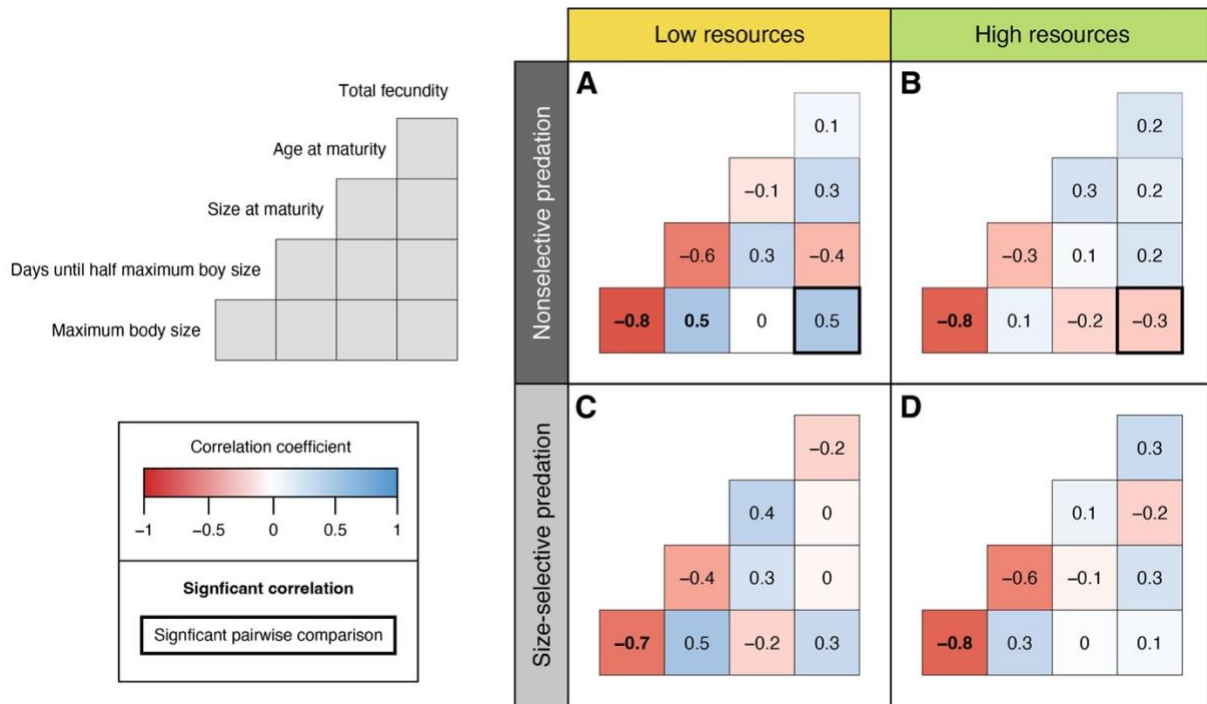 Low resources
High resources
Total fecundity
Age at maturity
Size at maturity
Days until half maximum boy size
Maximum body size
Correlation coefficient
−1 −0.5 0 0.5 1
Signficant correlation
Signficant pairwise comparison
Nonselective predation
A
0.1
−0.1 0.3
−0.6 0.3 −0.4
−0.8 0.5 0 0.5
B
0.2
0.3 0.2
−0.3 0.1 0.2
−0.8 0.1 −0.2 −0.3
Size-selective predation
C
−0.2
0.4 0
−0.4 0.3 0
−0.7 0.5 −0.2 0.3
D
0.3
0.1 −0.2
−0.6 −0.1 0.3
−0.8 0.3 0 0.1